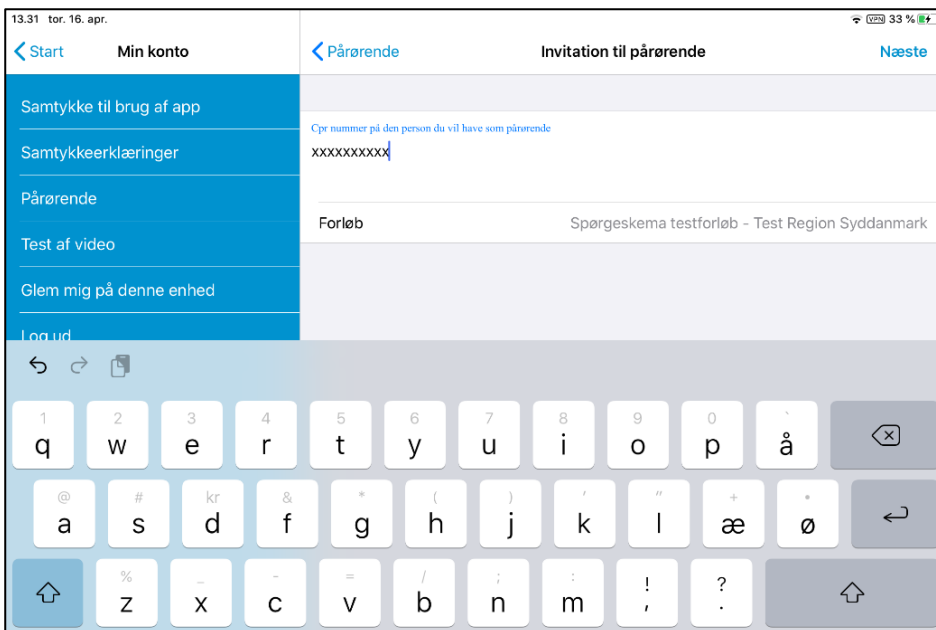 13.31 tor. 16. apr.
VPN 33 %
Start
Min konto
Pårørende
Invitation til pårørende
Næste
Samtykke til brug af app
Samtykkeerklæringer
Pårørende
Test af video
Glem mig på denne enhed
Log ud
Cpr nummer på den person du vil have som pårørende
xxxxxxxxxx
Forløb
Spørgeskema testforløb - Test Region Syddanmark
1 2 3 4 5 6 7 8 9 0 `
q w e r t y u i o p å
@ # kr & * ( ) ' " + •
a s d f g h j k l æ ø
% _ - = / ; : ! ?
z x c v b n m , .